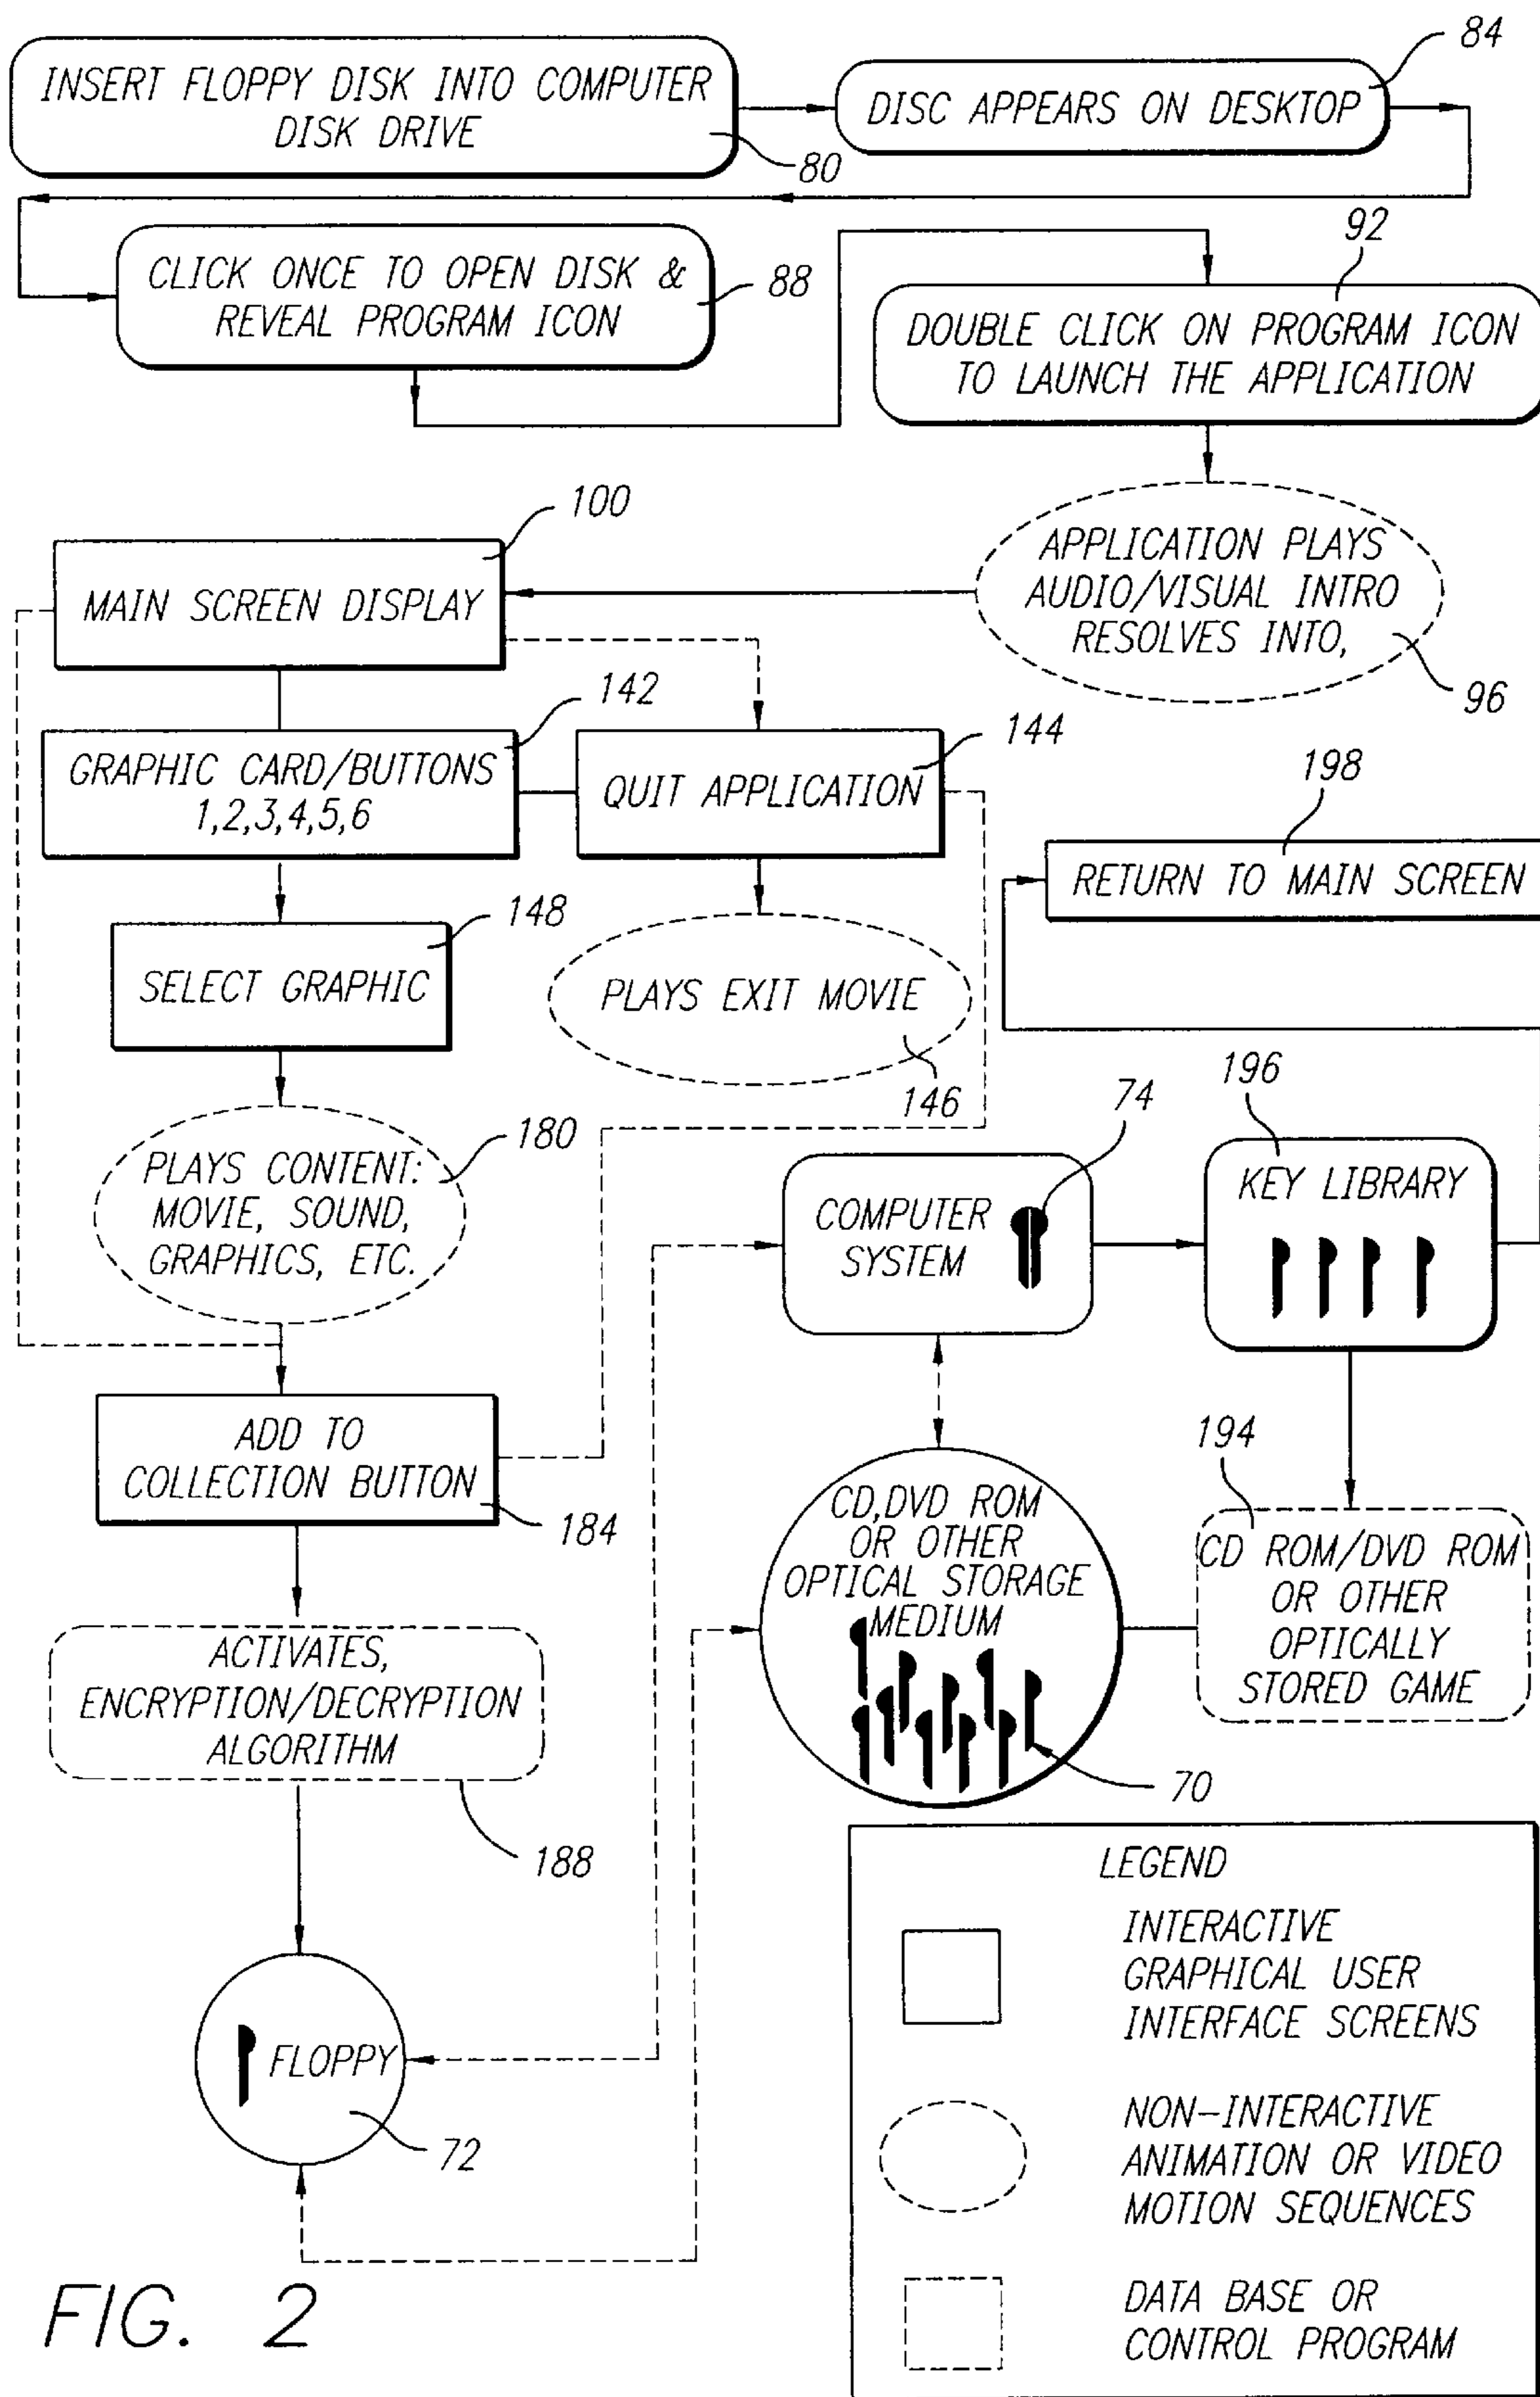 INSERT FLOPPY DISK INTO COMPUTER
DISK DRIVE
80
DISC APPEARS ON DESKTOP
84
CLICK ONCE TO OPEN DISK &
REVEAL PROGRAM ICON
88
92
DOUBLE CLICK ON PROGRAM ICON
TO LAUNCH THE APPLICATION
APPLICATION PLAYS
AUDIO/VISUAL INTRO
RESOLVES INTO,
96
100
MAIN SCREEN DISPLAY
142
GRAPHIC CARD/BUTTONS
1,2,3,4,5,6
144
QUIT APPLICATION
198
RETURN TO MAIN SCREEN
148
SELECT GRAPHIC
PLAYS EXIT MOVIE
146
180
PLAYS CONTENT:
MOVIE, SOUND,
GRAPHICS, ETC.
74
COMPUTER
SYSTEM
196
KEY LIBRARY
ADD TO
COLLECTION BUTTON
184
CD,DVD ROM
OR OTHER
OPTICAL STORAGE
MEDIUM
70
194
CD ROM/DVD ROM
OR OTHER
OPTICALLY
STORED GAME
ACTIVATES,
ENCRYPTION/DECRYPTION
ALGORITHM
188
FLOPPY
72
LEGEND
INTERACTIVE
GRAPHICAL USER
INTERFACE SCREENS
NON-INTERACTIVE
ANIMATION OR VIDEO
MOTION SEQUENCES
DATA BASE OR
CONTROL PROGRAM
FIG. 2